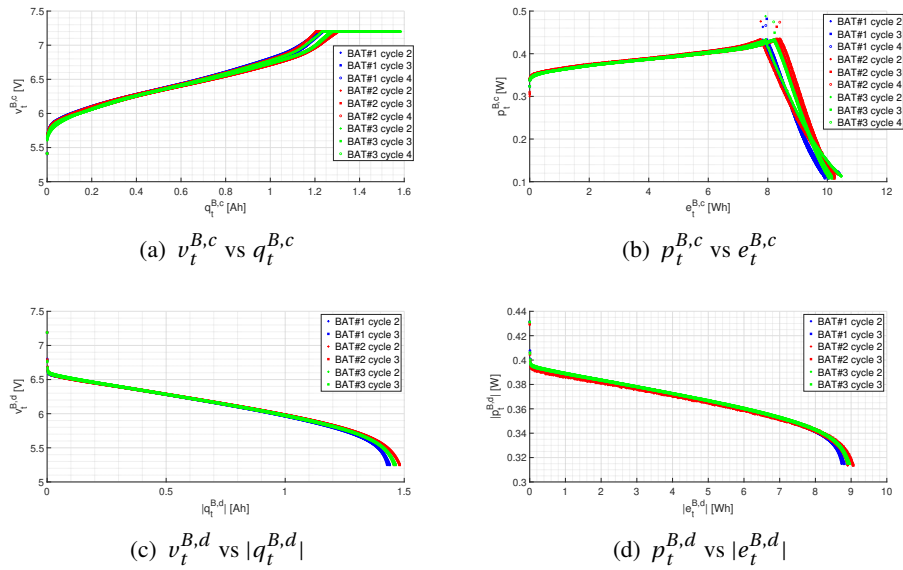 7.5
7
6.5
6
5.5
5
v_t^{B,c} [V]
0 0.2 0.4 0.6 0.8 1 1.2 1.4 1.6
q_t^{B,c} [Ah]
BAT#1 cycle 2
BAT#1 cycle 3
BAT#1 cycle 4
BAT#2 cycle 2
BAT#2 cycle 3
BAT#2 cycle 4
BAT#3 cycle 2
BAT#3 cycle 3
BAT#3 cycle 4
(a) v_t^{B,c} vs q_t^{B,c}
0.5
0.4
0.3
0.2
0.1
p_t^{B,c} [W]
0 2 4 6 8 10 12
e_t^{B,c} [Wh]
BAT#1 cycle 2
BAT#1 cycle 3
BAT#1 cycle 4
BAT#2 cycle 2
BAT#2 cycle 3
BAT#2 cycle 4
BAT#3 cycle 2
BAT#3 cycle 3
BAT#3 cycle 4
(b) p_t^{B,c} vs e_t^{B,c}
7.5
7
6.5
6
5.5
5
v_t^{B,d} [V]
0 0.5 1 1.5
|q_t^{B,d}| [Ah]
BAT#1 cycle 2
BAT#1 cycle 3
BAT#2 cycle 2
BAT#2 cycle 3
BAT#3 cycle 2
BAT#3 cycle 3
(c) v_t^{B,d} vs |q_t^{B,d}|
0.44
0.42
0.4
0.38
0.36
0.34
0.32
0.3
|p_t^{B,d}| [W]
0 1 2 3 4 5 6 7 8 9 10
|e_t^{B,d}| [Wh]
BAT#1 cycle 2
BAT#1 cycle 3
BAT#2 cycle 2
BAT#2 cycle 3
BAT#3 cycle 2
BAT#3 cycle 3
(d) p_t^{B,d} vs |e_t^{B,d}|